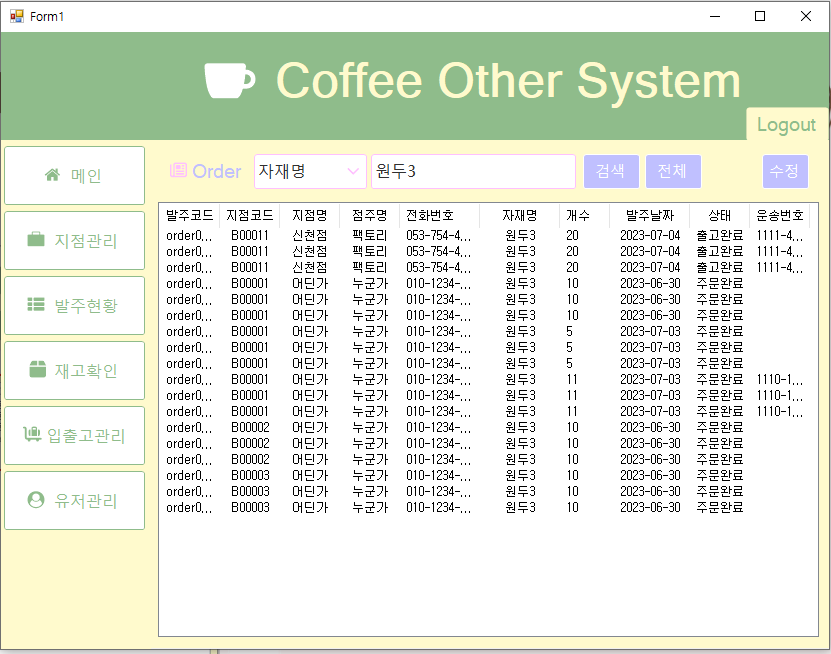 Form1
Coffee Other System
Logout
메인
지점관리
발주현황
재고확인
입출고관리
유저관리
Order 자재명 원두3 검색 전체 수정
발주코드 지점코드 지점명 점주명 전화번호 자재명 개수 발주날짜 상태 운송번호
order0... B00011 신천점 팩토리 053-754-4... 원두3 20 2023-07-04 출고완료 1111-4...
order0... B00011 신천점 팩토리 053-754-4... 원두3 20 2023-07-04 출고완료 1111-4...
order0... B00011 신천점 팩토리 053-754-4... 원두3 20 2023-07-04 출고완료 1111-4...
order0... B00001 어딘가 누군가 010-1234-... 원두3 10 2023-06-30 주문완료
order0... B00001 어딘가 누군가 010-1234-... 원두3 10 2023-06-30 주문완료
order0... B00001 어딘가 누군가 010-1234-... 원두3 10 2023-06-30 주문완료
order0... B00001 어딘가 누군가 010-1234-... 원두3 5 2023-07-03 주문완료
order0... B00001 어딘가 누군가 010-1234-... 원두3 5 2023-07-03 주문완료
order0... B00001 어딘가 누군가 010-1234-... 원두3 5 2023-07-03 주문완료
order0... B00001 어딘가 누군가 010-1234-... 원두3 11 2023-07-03 주문완료 1110-1...
order0... B00001 어딘가 누군가 010-1234-... 원두3 11 2023-07-03 주문완료 1110-1...
order0... B00001 어딘가 누군가 010-1234-... 원두3 11 2023-07-03 주문완료 1110-1...
order0... B00002 어딘가 누군가 010-1234-... 원두3 10 2023-06-30 주문완료
order0... B00002 어딘가 누군가 010-1234-... 원두3 10 2023-06-30 주문완료
order0... B00002 어딘가 누군가 010-1234-... 원두3 10 2023-06-30 주문완료
order0... B00003 어딘가 누군가 010-1234-... 원두3 10 2023-06-30 주문완료
order0... B00003 어딘가 누군가 010-1234-... 원두3 10 2023-06-30 주문완료
order0... B00003 어딘가 누군가 010-1234-... 원두3 10 2023-06-30 주문완료